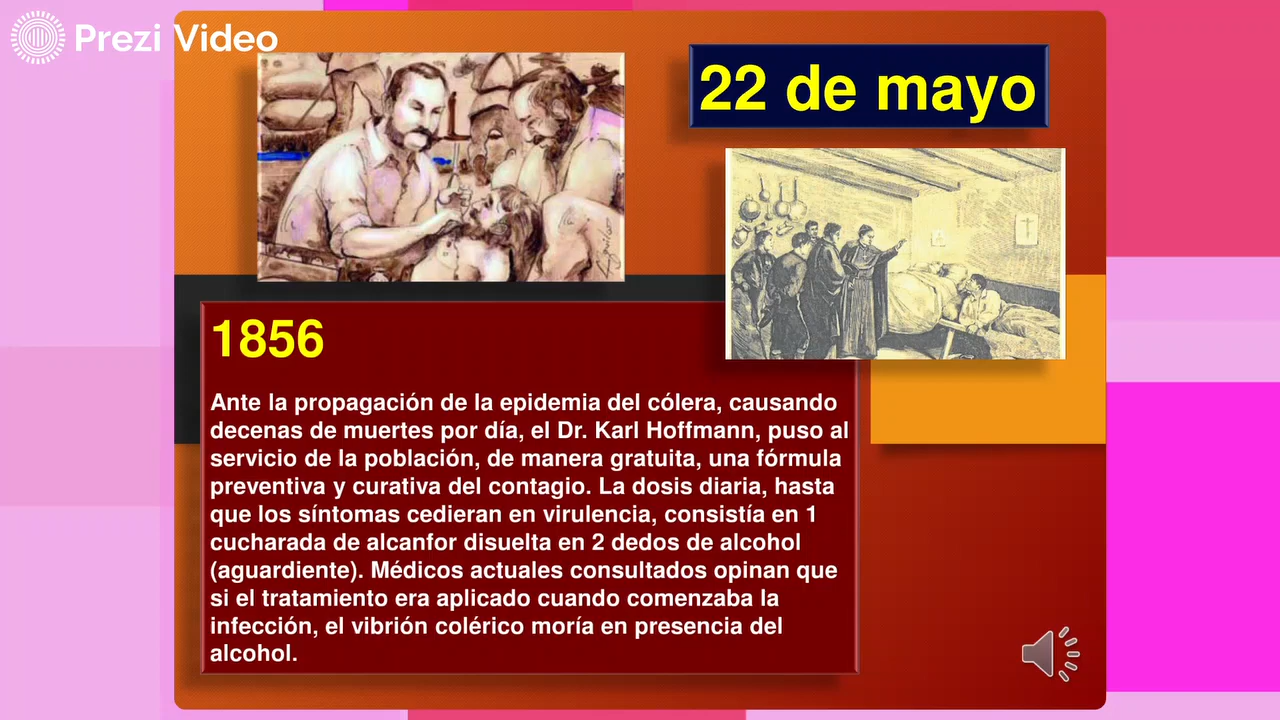 Prezi Video
22 de mayo
1856
Ante la propagación de la epidemia del cólera, causando
decenas de muertes por día, el Dr. Karl Hoffmann, puso al
servicio de la población, de manera gratuita, una fórmula
preventiva y curativa del contagio. La dosis diaria, hasta
que los síntomas cedieran en virulencia, consistía en 1
cucharada de alcanfor disuelta en 2 dedos de alcohol
(aguardiente). Médicos actuales consultados opinan que
si el tratamiento era aplicado cuando comenzaba la
infección, el vibrión colérico moría en presencia del
alcohol.